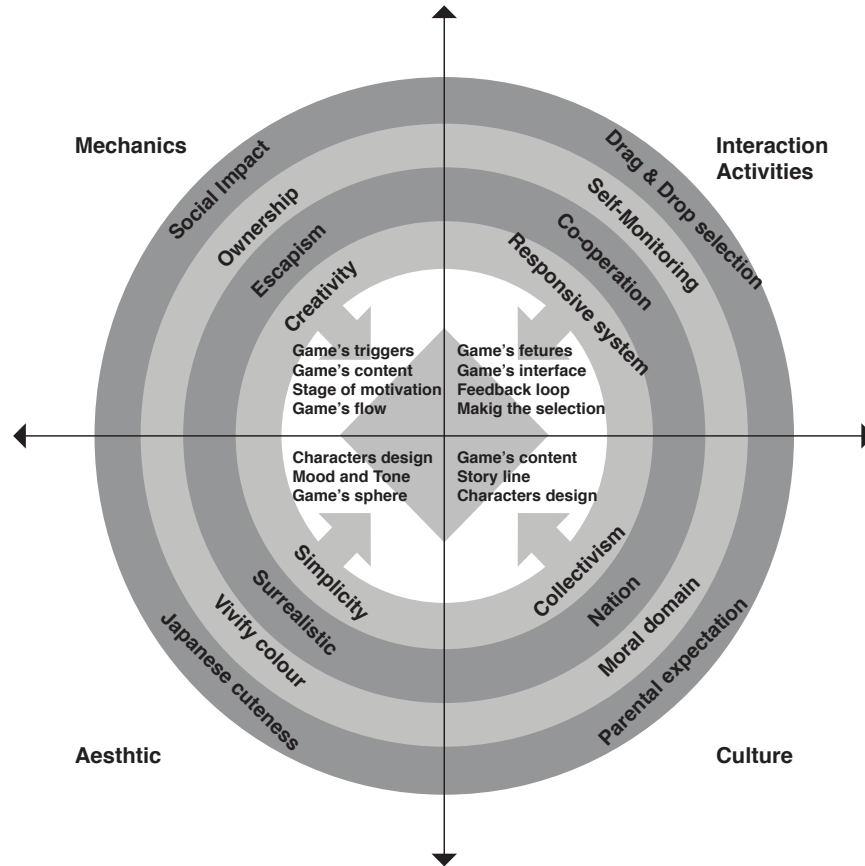 Mechanics
Interaction
Activities
Social Impact
Ownership
Escapism
Creativity
Drag & Drop selection
Self-Monitoring
Co-operation
Responsive system
Game’s triggers
Game’s content
Stage of motivation
Game’s flow
Game’s fetures
Game’s interface
Feedback loop
Makig the selection
Characters design
Mood and Tone
Game’s sphere
Game’s content
Story line
Characters design
Simplicity
Surrealistic
Vivify colour
Japanese cuteness
Collectivism
Nation
Moral domain
Parental expectation
Aesthtic
Culture